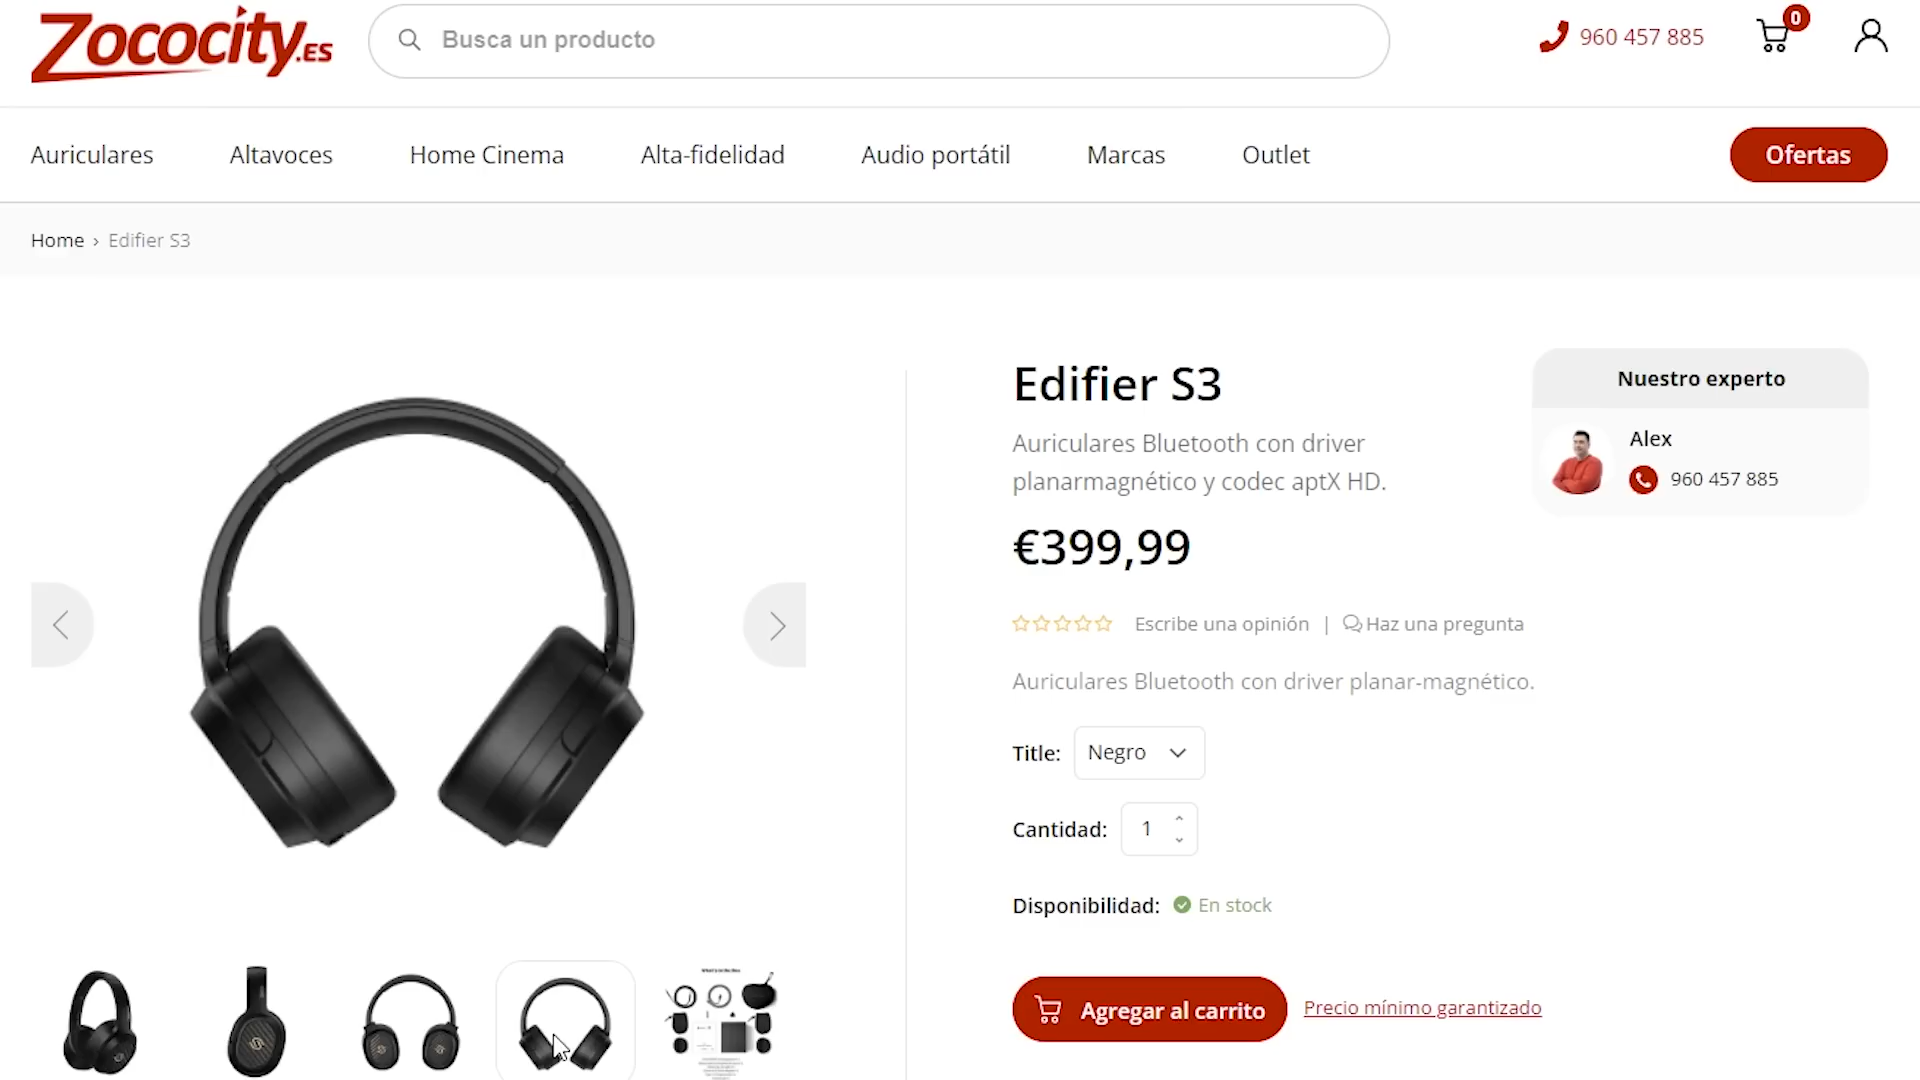 Zococity.ES
Busca un producto
960 457 885
0
Auriculares
Altavoces
Home Cinema
Alta-fidelidad
Audio portátil
Marcas
Outlet
Ofertas
Home › Edifier S3
Edifier S3
Auriculares Bluetooth con driver
planarmagnético y codec aptX HD.
€399,99
Escribe una opinión | Haz una pregunta
Auriculares Bluetooth con driver planar-magnético.
Title: Negro
Cantidad: 1
Disponibilidad: En stock
Agregar al carrito
Precio mínimo garantizado
Nuestro experto
Alex
960 457 885